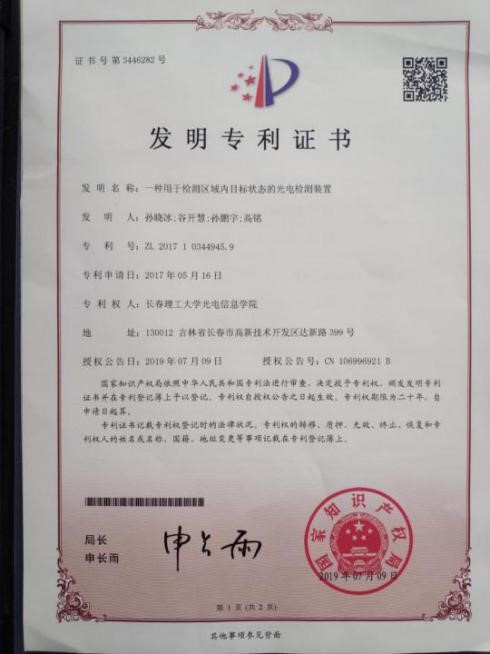 证书号第3446282号
发明专利证书
发明名称：一种用于检测区域内目标状态的光电检测装置
发明人：孙晓冰;谷开慧;孙鹏宇;高铭
专利号：ZL 2017 1 0344945.9
专利申请日：2017年05月16日
专利权人：长春理工大学光电信息学院
地址：130012 吉林省长春市高新技术开发区达新路399号
授权公告日：2019年07月09日 授权公告号：CN 106996921 B
国家知识产权局依照中华人民共和国专利法进行审查，决定授予专利权，颁发发明专利
证书并在专利登记簿上予以登记。专利权自授权公告之日起生效。专利权期限为二十年，自
申请日起算。
专利证书记载专利权登记时的法律状况。专利权的转移、质押、无效、终止、恢复和专
利权人的姓名或名称、国籍、地址变更等事项记载在专利登记簿上。
局长
申长雨
申长雨
国家知识产权局
2019年07月09日
第1页(共2页)
其他事项参见背面